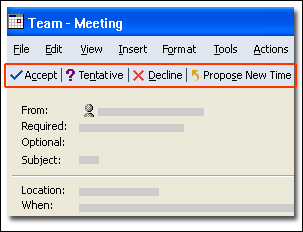 Team - Meeting
File Edit View Insert Format Tools Actions
Accept ? Tentative Decline Propose New Time
From:
Required:
Optional:
Subject:
Location:
When: